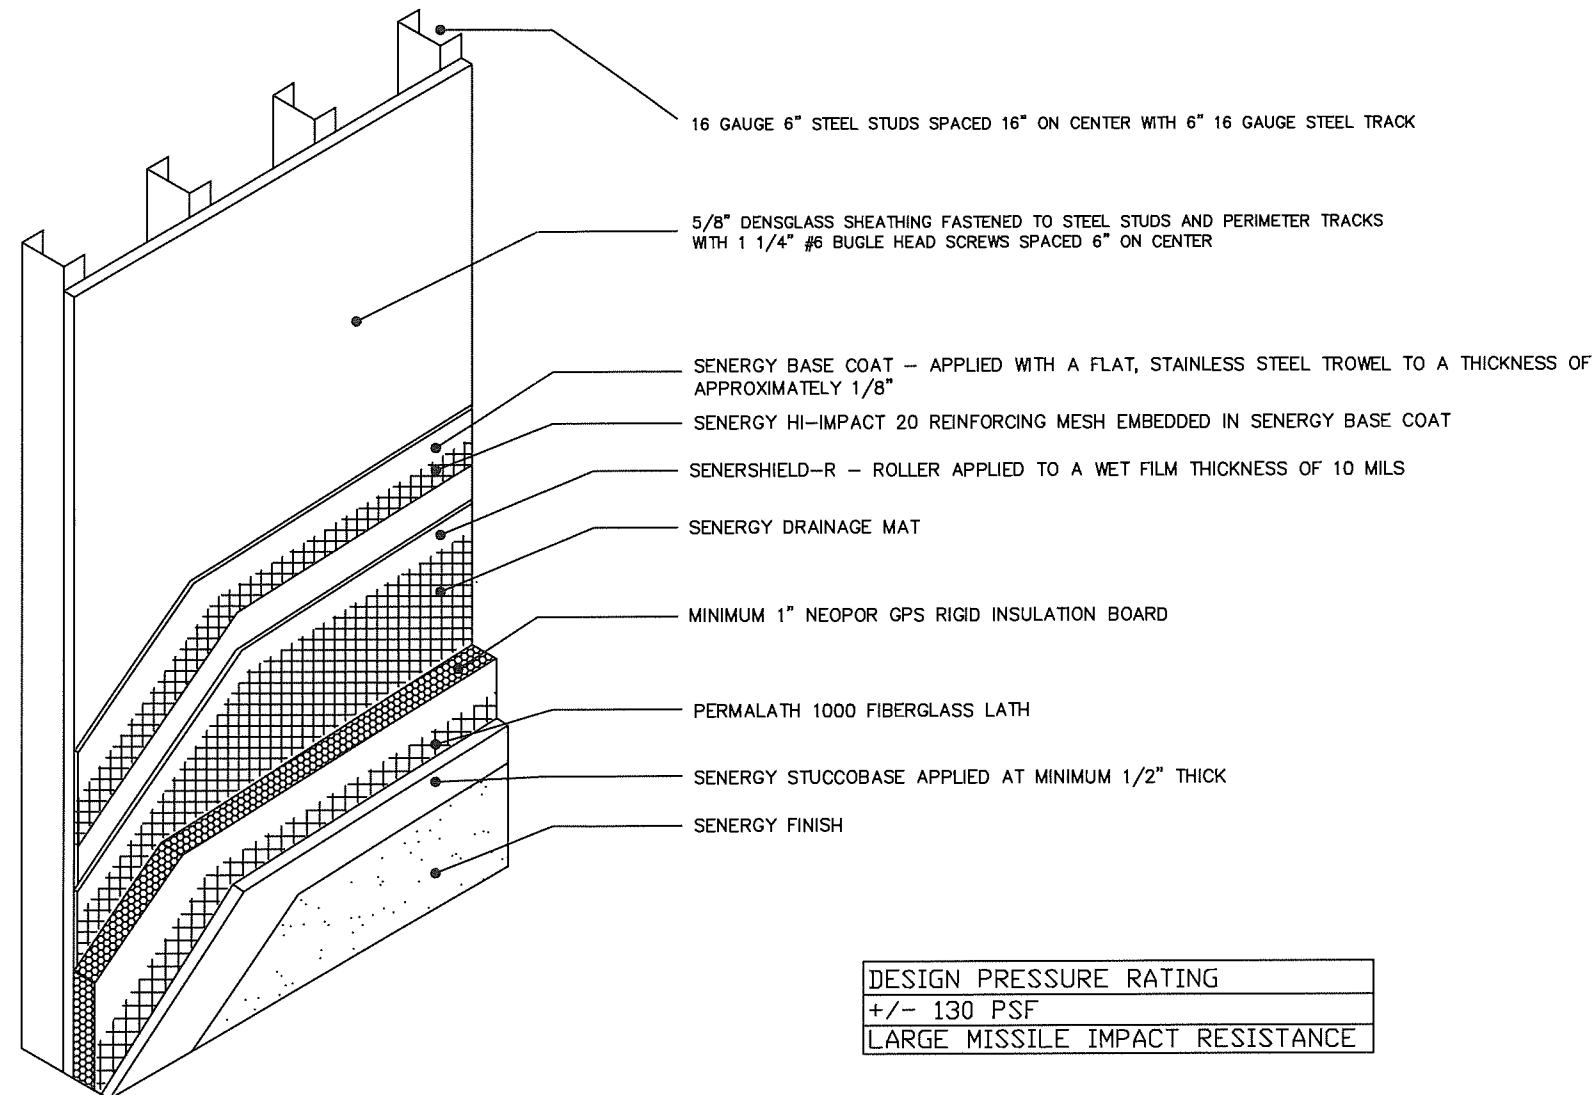 16 GAUGE 6" STEEL STUDS SPACED 16" ON CENTER WITH 6" 16 GAUGE STEEL TRACK
5/8" DENSGLASS SHEATHING FASTENED TO STEEL STUDS AND PERIMETER TRACKS
WITH 1 1/4" #6 BUGLE HEAD SCREWS SPACED 6" ON CENTER
SENERGY BASE COAT – APPLIED WITH A FLAT, STAINLESS STEEL TROWEL TO A THICKNESS OF
APPROXIMATELY 1/8"
SENERGY HI–IMPACT 20 REINFORCING MESH EMBEDDED IN SENERGY BASE COAT
SENERSHIELD–R – ROLLER APPLIED TO A WET FILM THICKNESS OF 10 MILS
SENERGY DRAINAGE MAT
MINIMUM 1" NEOPOR GPS RIGID INSULATION BOARD
PERMALATH 1000 FIBERGLASS LATH
SENERGY STUCCOBASE APPLIED AT MINIMUM 1/2" THICK
SENERGY FINISH
DESIGN PRESSURE RATING
+/- 130 PSF
LARGE MISSILE IMPACT RESISTANCE